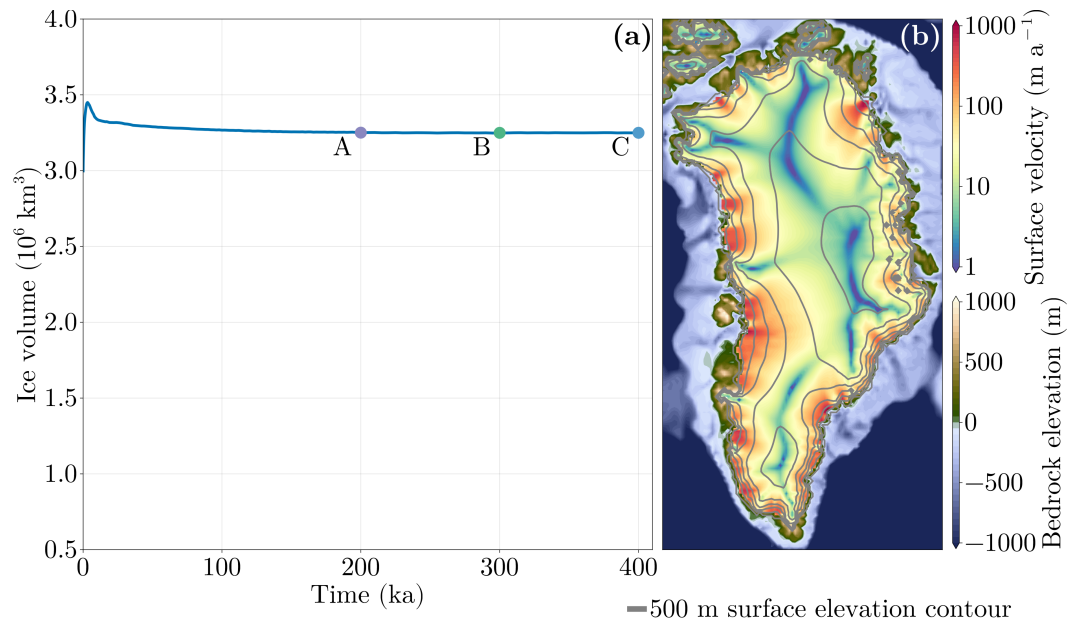 (a)
(b)
4.0
3.5
3.0
2.5
2.0
1.5
1.0
0.5
Ice volume (10⁶ km³)
0
100
200
300
400
Time (ka)
A
B
C
1000
100
10
1
Surface velocity (m a⁻¹)
1000
500
0
−500
−1000
Bedrock elevation (m)
500 m surface elevation contour